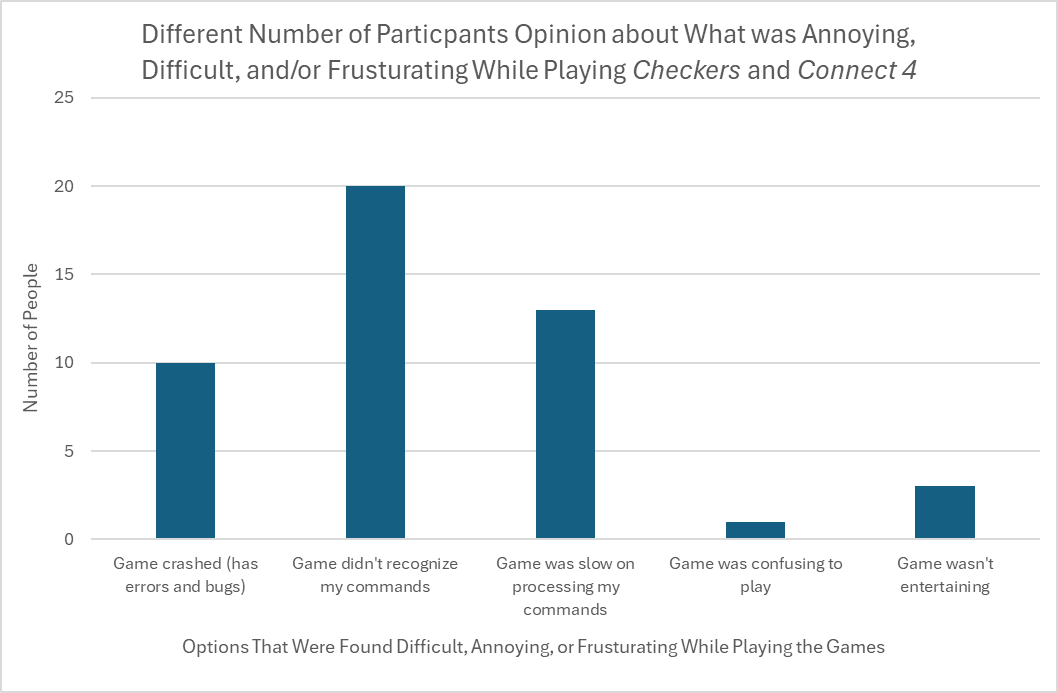 Different Number of Particpants Opinion about What was Annoying,
Difficult, and/or Frusturating While Playing Checkers and Connect 4
25
20
15
10
5
0
Number of People
Game crashed (has
errors and bugs)
Game didn't recognize
my commands
Game was slow on
processing my
commands
Game was confusing to
play
Game wasn't
entertaining
Options That Were Found Difficult, Annoying, or Frusturating While Playing the Games